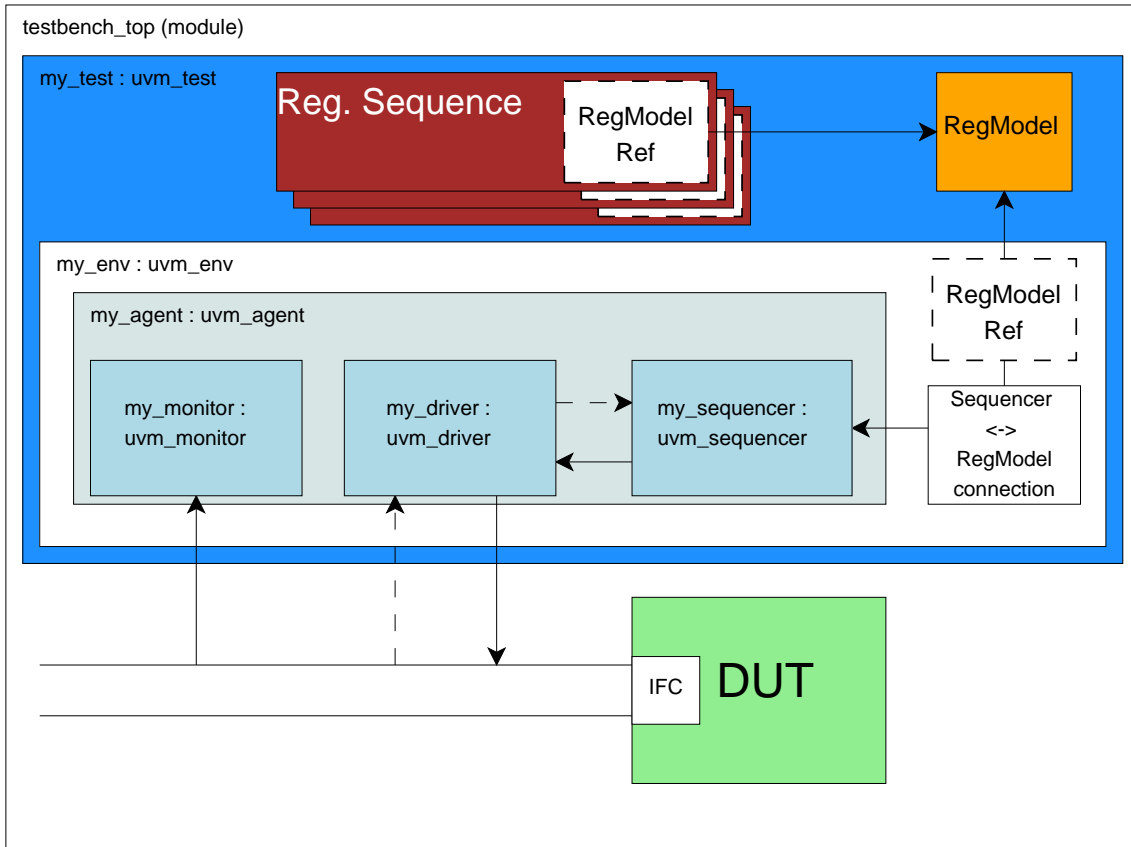 testbench_top (module)
my_test : uvm_test
Reg. Sequence
RegModel
Ref
RegModel
my_env : uvm_env
RegModel
Ref
my_agent : uvm_agent
my_monitor :
uvm_monitor
my_driver :
uvm_driver
my_sequencer :
uvm_sequencer
Sequencer
<->
RegModel
connection
IFC
DUT